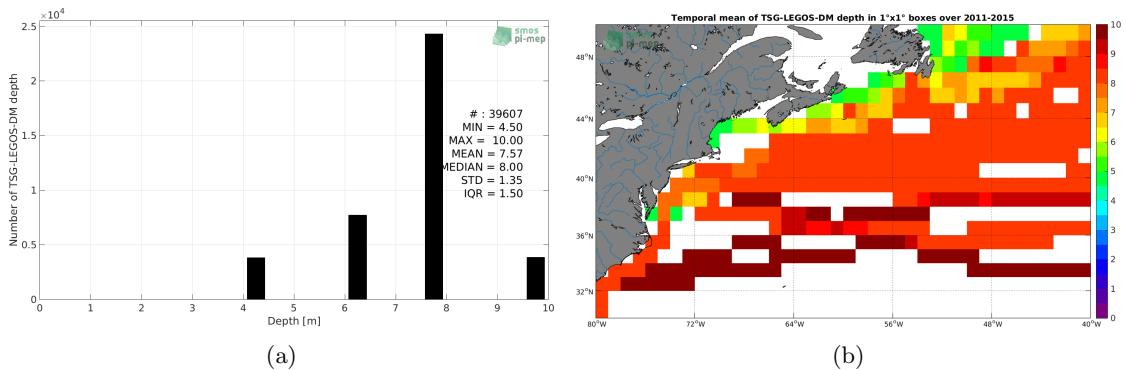 ×10⁴
2.5
2
1.5
1
0.5
0
Number of TSG-LEGOS-DM depth
smos
pi-mep
# : 39607
MIN = 4.50
MAX = 10.00
MEAN = 7.57
MEDIAN = 8.00
STD = 1.35
IQR = 1.50
0 1 2 3 4 5 6 7 8 9 10
Depth [m]
(a)
Temporal mean of TSG-LEGOS-DM depth in 1°x1° boxes over 2011-2015
smos
pi-mep
48°N
44°N
40°N
36°N
32°N
80°W 72°W 64°W 56°W 48°W 40°W
10
9
8
7
6
5
4
3
2
1
0
(b)